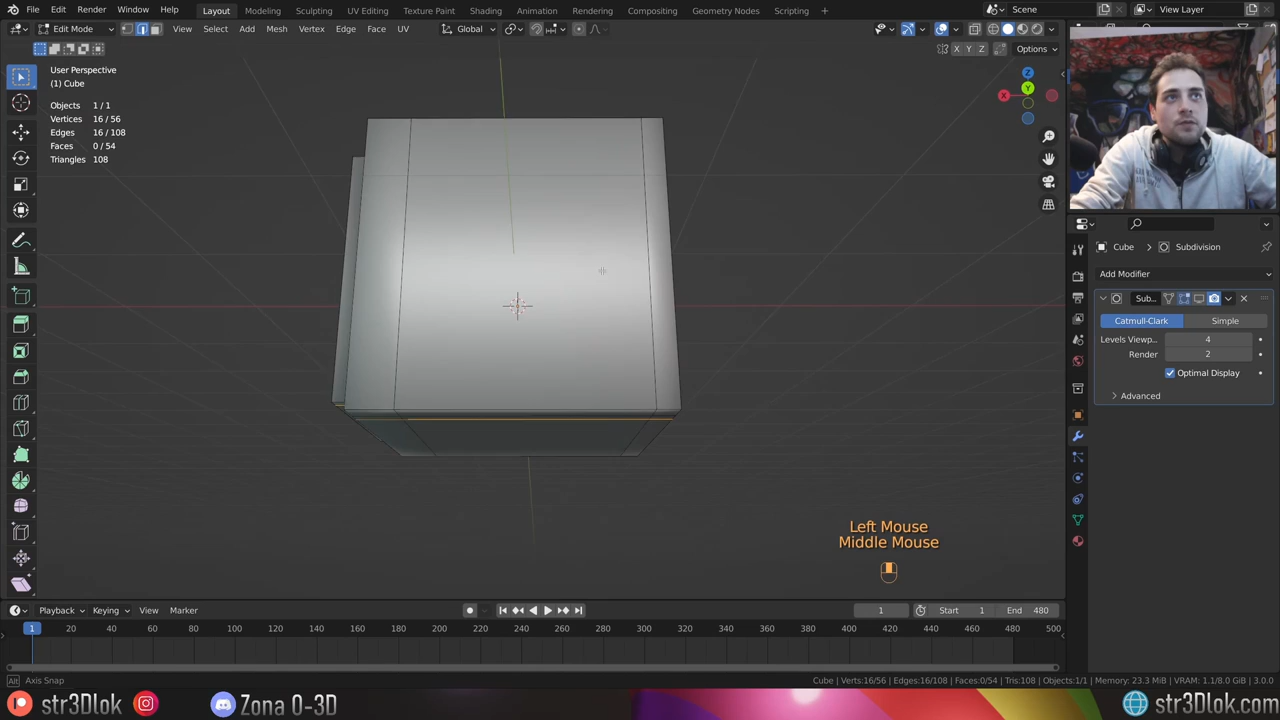 File Edit Render Window Help Layout Modeling Sculpting UV Editing Texture Paint Shading Animation Rendering Compositing Geometry Nodes Scripting + Scene View Layer
Edit Mode View Select Add Mesh Vertex Edge Face UV Global
X Y Z Options
User Perspective
(1) Cube
Objects 1/1
Vertices 16/56
Edges 16/108
Faces 0/54
Triangles 108
Z
Y
X
Cube > Subdivision
Add Modifier
Sub..
Catmull-Clark Simple
Levels Viewp.. 4
Render 2
Optimal Display
Advanced
Left Mouse
Middle Mouse
Playback Keying View Marker 1 Start 1 End 480
1 20 40 60 80 100 120 140 160 180 200 220 240 260 280 300 320 340 360 380 400 420 440 460 480 500
Alt Axis Snap Cube | Verts:16/56 | Edges:16/108 | Faces:0/54 | Tris:108 | Objects:1/1 | Memory: 23.3 MiB | VRAM: 1.1/8.0 GiB | 3.0.0
str3Dlok Zona 0-3D str3Dlok.com